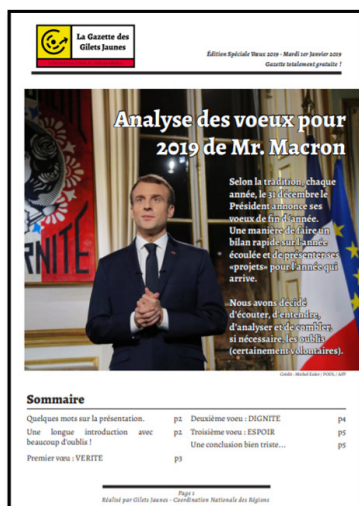 La Gazette des
Gilets Jaunes
Édition Spéciale Vœux 2019 - Mardi 1er Janvier 2019
Gazette totalement gratuite !
Analyse des voeux pour
2019 de Mr. Macron
Selon la tradition, chaque
année, le 31 décembre le
Président annonce ses
voeux de fin d'année.
Une manière de faire un
bilan rapide sur l'année
écoulée et de présenter ses
«projets» pour l'année qui
arrive.
Nous avons décidé
d'écouter, d'entendre,
d'analyser et de combler,
si nécessaire, les oublis
(certainement volontaires).
RNITE
Sommaire
Quelques mots sur la présentation. p2
Une longue introduction avec p2
beaucoup d'oublis !
Premier vœu : VERITE p3
Deuxième voeu : DIGNITE p4
Troisième voeu : ESPOIR p5
Une conclusion bien triste... p5
Page 1
Réalisé par Gilets Jaunes - Coordination Nationale des Régions